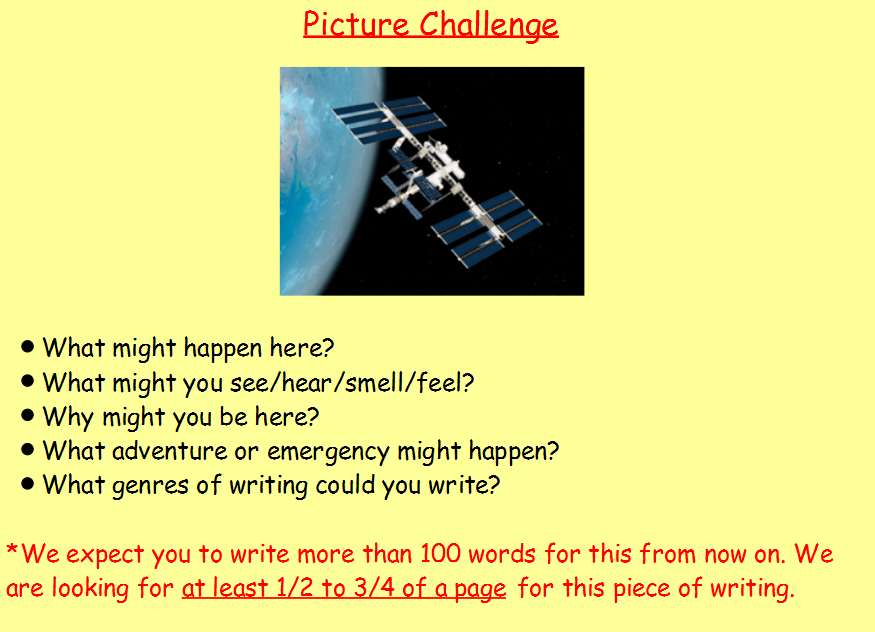 Picture Challenge
• What might happen here?
• What might you see/hear/smell/feel?
• Why might you be here?
• What adventure or emergency might happen?
• What genres of writing could you write?
*We expect you to write more than 100 words for this from now on. We
are looking for at least 1/2 to 3/4 of a page for this piece of writing.